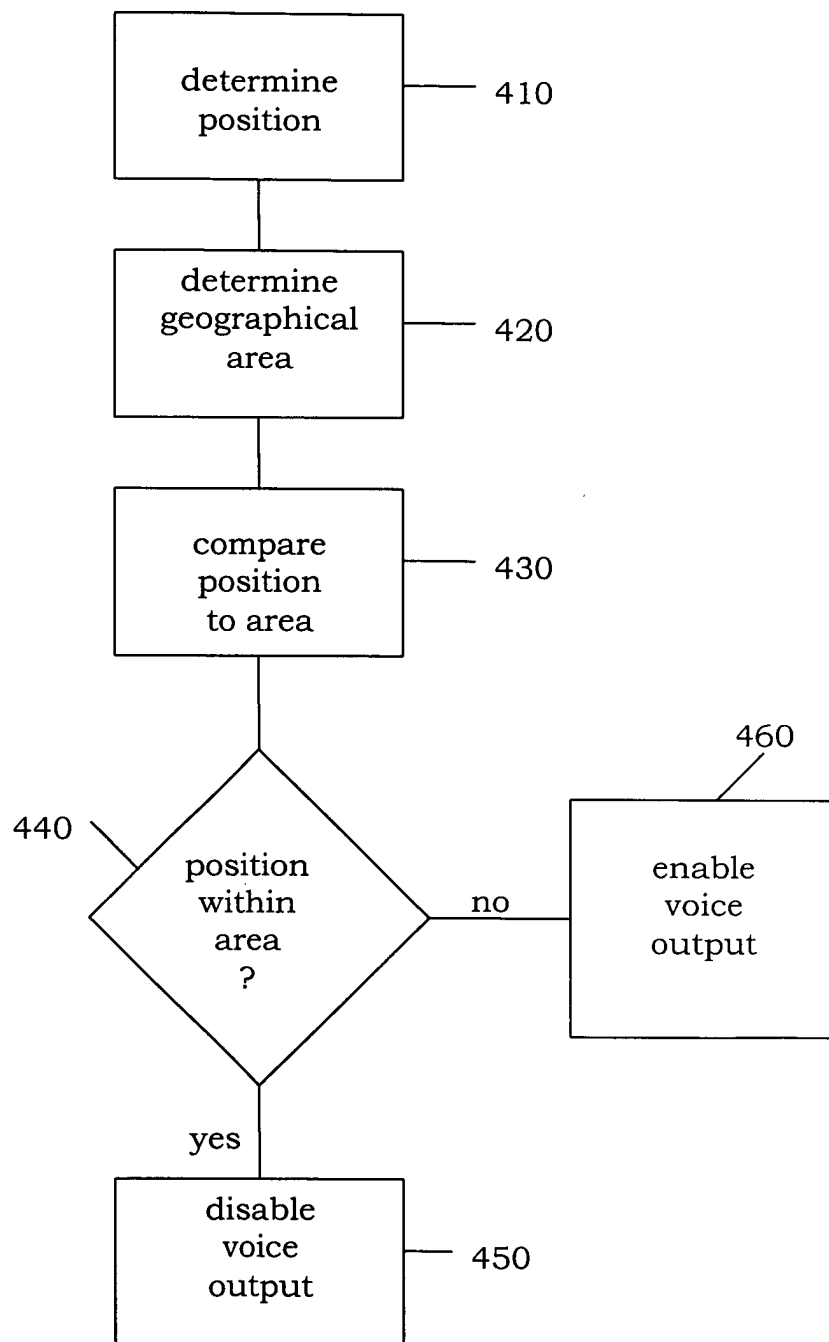 determine
position
410
determine
geographical
area
420
compare
position
to area
430
440
position
within
area
?
no
460
enable
voice
output
yes
disable
voice
output
450